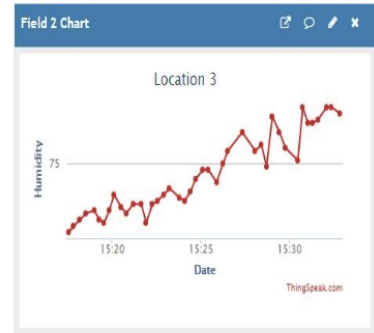 Field 2 Chart
Location 3
Humidity
75
15:20 15:25 15:30
Date
ThingSpeak.com